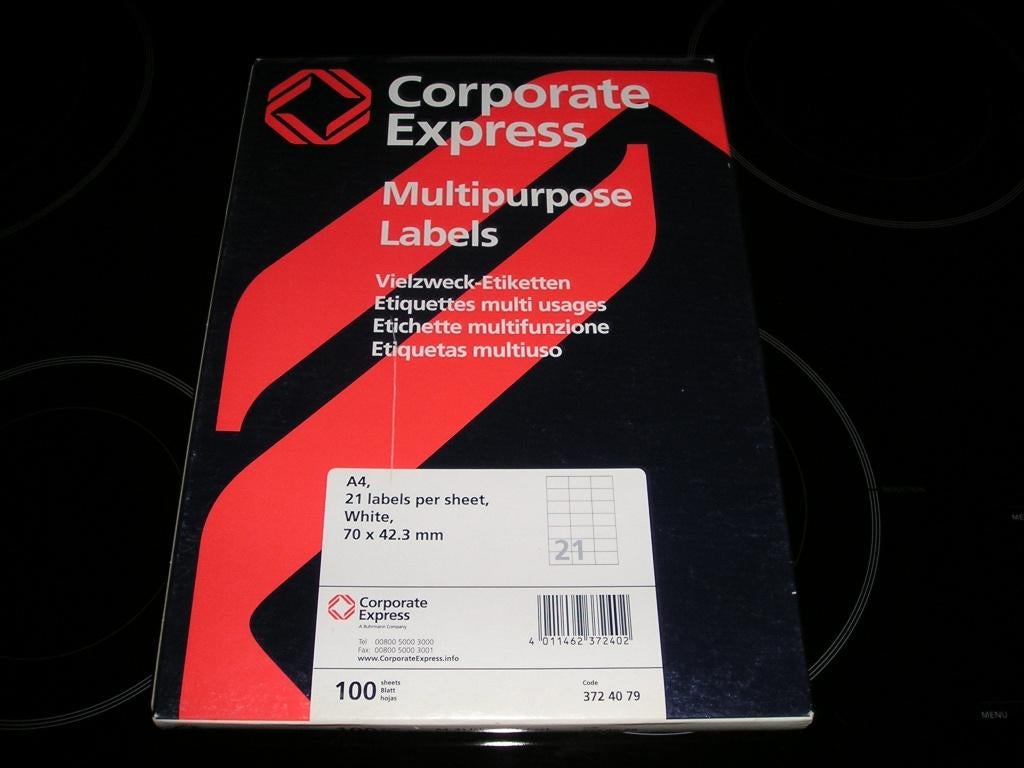 Corporate
Express
Multipurpose
Labels
Vielzweck-Etiketten
Etiquettes multi usages
Etichette multifunzione
Etiquetas multiuso
A4,
21 labels per sheet,
White,
70 x 42.3 mm
21
Corporate
Express
A Buhrmann Company
Tel 00800 5000 3000
Fax: 00800 5000 3001
www.CorporateExpress.info
4 011462 372402
100 sheets
Blatt
hojas
Code
372 40 79
MENU